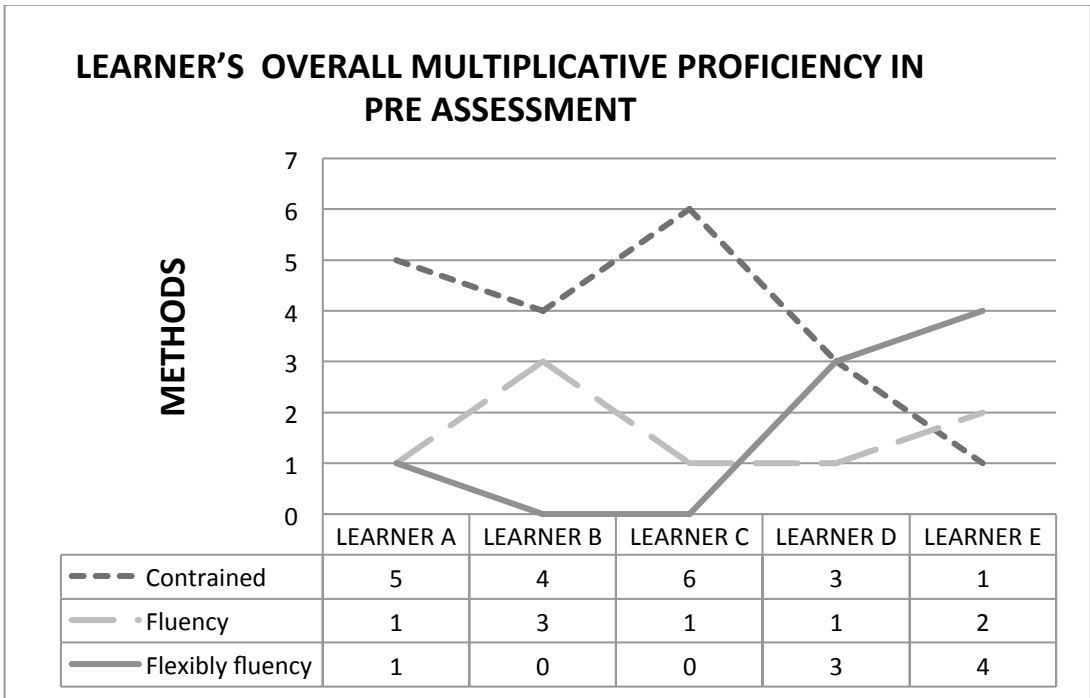 LEARNER'S OVERALL MULTIPLICATIVE PROFICIENCY IN
PRE ASSESSMENT
METHODS
7
6
5
4
3
2
1
0
LEARNER A LEARNER B LEARNER C LEARNER D LEARNER E
Contrained 5 4 6 3 1
Fluency 1 3 1 1 2
Flexibly fluency 1 0 0 3 4